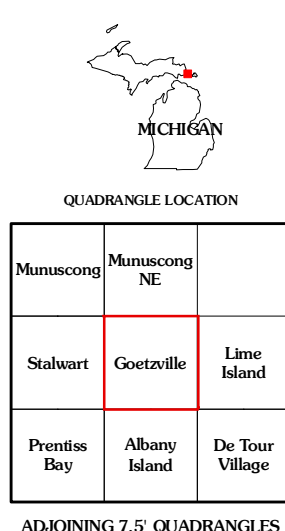 MICHIGAN
QUADRANGLE LOCATION
Munuscong
Munuscong
NE
Stalwart
Goetzville
Lime
Island
Prentiss
Bay
Albany
Island
De Tour
Village
ADJOINING 7.5' QUADRANGLES